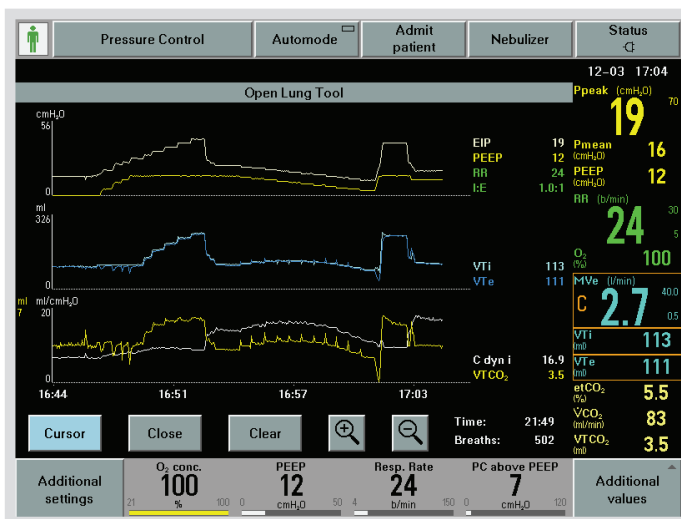 Pressure Control
Automode
Admit
patient
Nebulizer
Status
12-03 17:04
Open Lung Tool
cmH₂O
56
0
ml
326
0
ml ml/cmH₂O
7 20
0
16:44 16:51 16:57 17:03
EIP 19
PEEP 12
RR 24
I:E 1.0:1
VTi 113
VTe 111
C dyn i 16.9
VTCO₂ 3.5
Cursor
Close
Clear
Time: 21:49
Breaths: 502
Ppeak (cmH₂O)
19 70
Pmean
(cmH₂O) 16
PEEP
(cmH₂O) 12
RR (b/min)
24 30
5
O₂
(%) 100
MVe (l/min)
C 2.7 40.0
0.5
VTi
(ml) 113
VTe
(ml) 111
etCO₂
(%) 5.5
V̇CO₂
(ml/min) 83
VTCO₂
(ml) 3.5
Additional
settings
O₂ conc.
100
21 % 100
PEEP
12
0 cmH₂O 50
Resp. Rate
24
4 b/min 150
PC above PEEP
7
0 cmH₂O 120
Additional
values